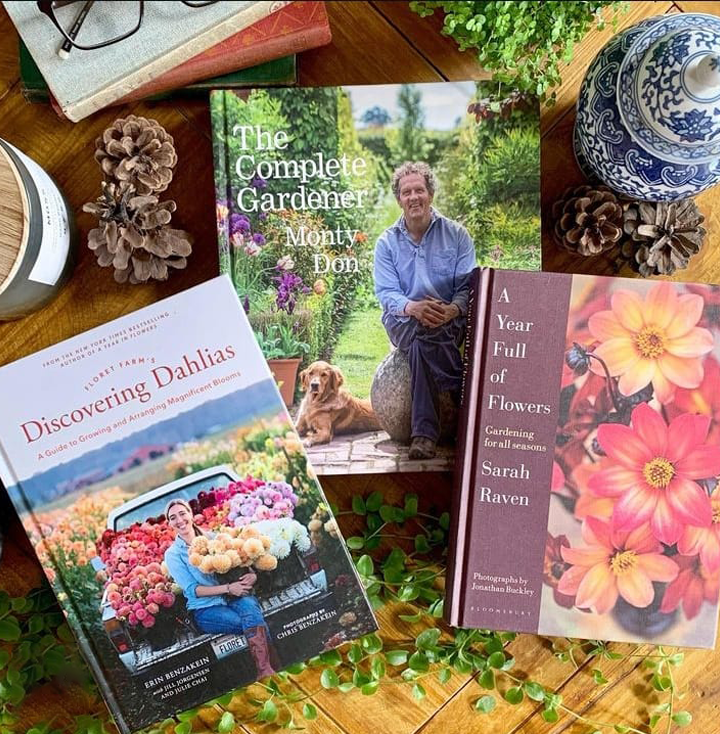 The
Complete
Gardener
Monty
Don
FROM THE NEW YORK TIMES BESTSELLING
AUTHOR OF A YEAR IN FLOWERS
FLORET FARM'S
Discovering Dahlias
A Guide to Growing and Arranging Magnificent Blooms
FLORET
PHOTOGRAPHS BY
CHRIS BENZAKEIN
ERIN BENZAKEIN
with JILL JORGENSEN
AND JULIE CHAI
A
Year
Full
of
Flowers
Gardening
for all seasons
Sarah
Raven
Photographs by
Jonathan Buckley
BLOOMSBURY